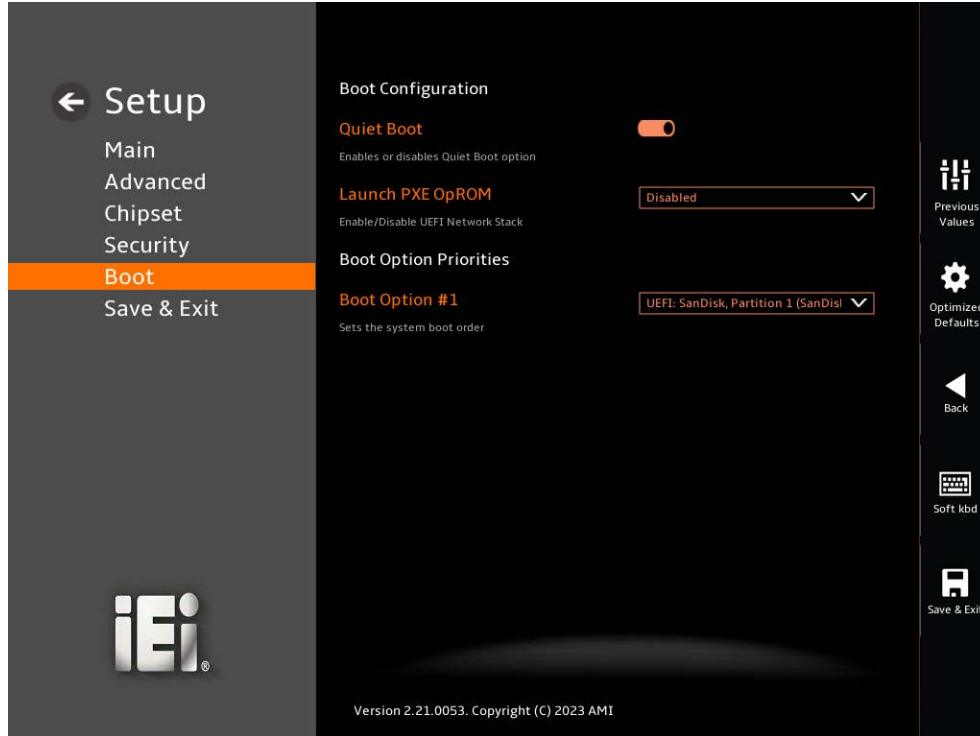 Setup
Main
Advanced
Chipset
Security
Boot
Save & Exit
iEi®
Boot Configuration
Quiet Boot
Enables or disables Quiet Boot option
Launch PXE OpROM
Disabled
Enable/Disable UEFI Network Stack
Boot Option Priorities
Boot Option #1
UEFI: SanDisk, Partition 1 (SanDisl
Sets the system boot order
Version 2.21.0053. Copyright (C) 2023 AMI
Previous
Values
Optimized
Defaults
Back
Soft kbd
Save & Exit